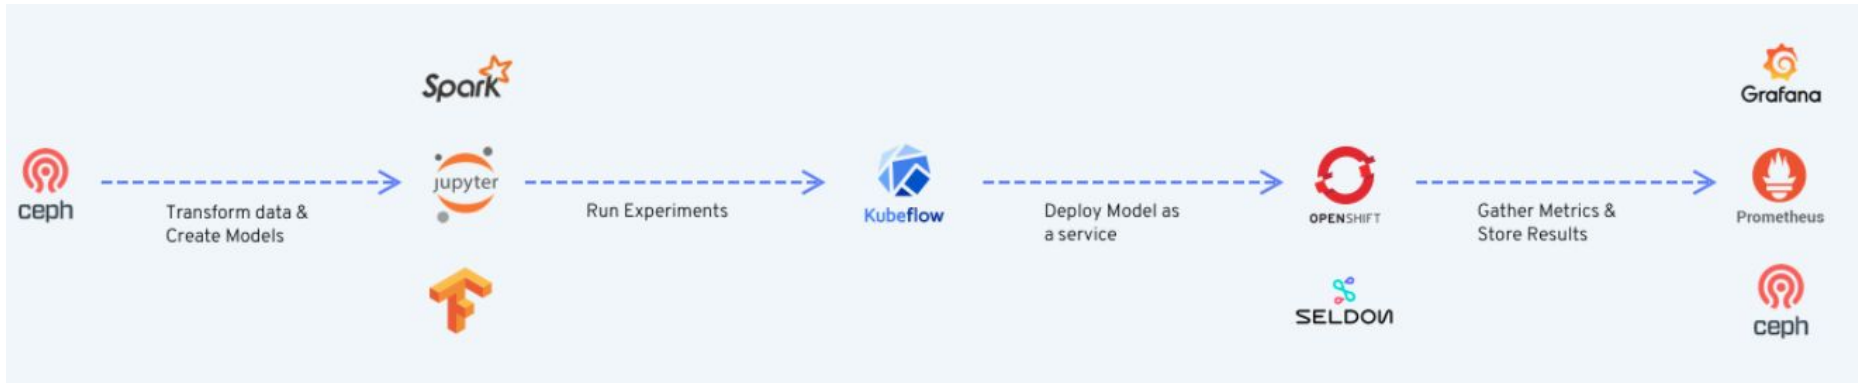 ceph
Transform data &
Create Models
Spark
jupyter
Run Experiments
Kubeflow
Deploy Model as
a service
OPENSHIFT
SELDON
Gather Metrics &
Store Results
Grafana
Prometheus
ceph